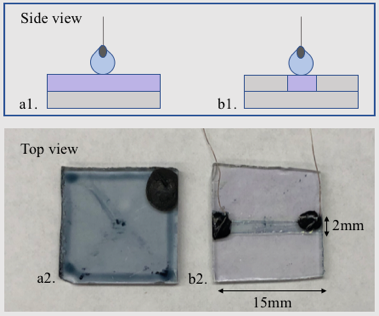 Side view
a1.
b1.
Top view
a2.
b2.
2mm
15mm